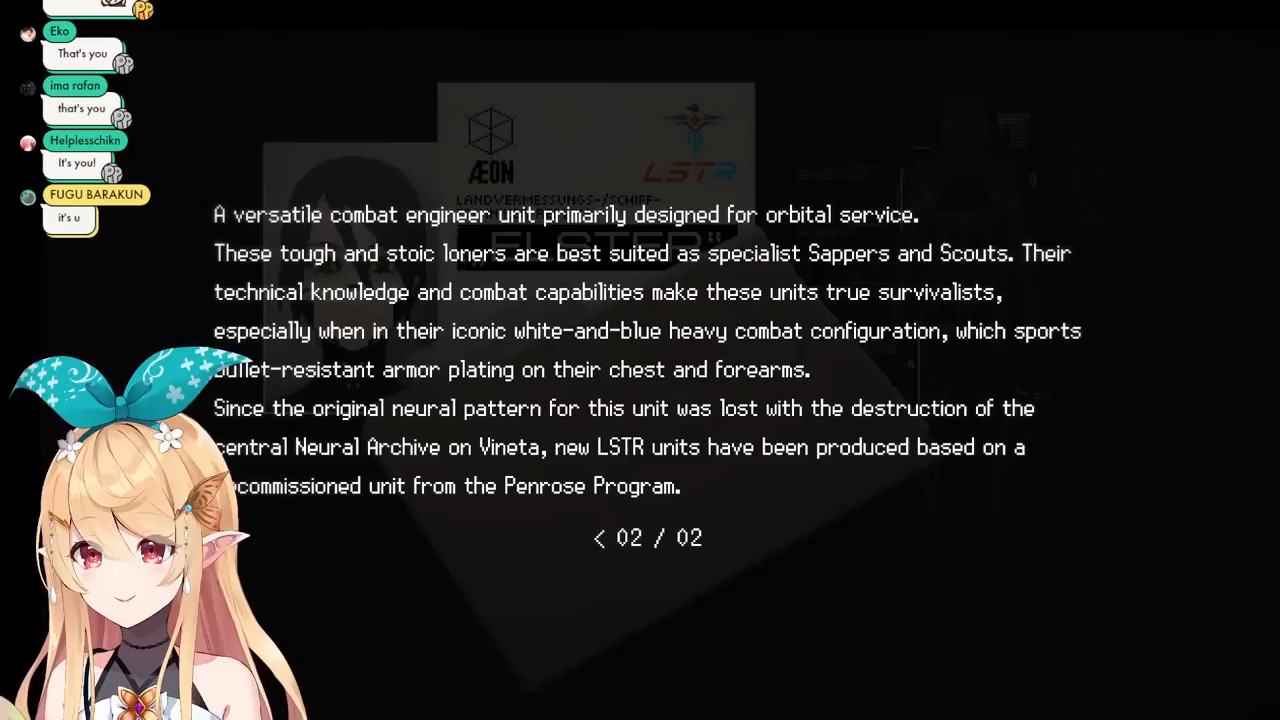 Eko
That's you
ima rafan
that's you
Helplesschikn
It's you!
FUGU BARAKUN
it's u
ÆON
LSTR
LANDVERMESSUNGS-/SCHIFF-
„ELSTER“
A versatile combat engineer unit primarily designed for orbital service.
These tough and stoic loners are best suited as specialist Sappers and Scouts. Their
technical knowledge and combat capabilities make these units true survivalists,
especially when in their iconic white-and-blue heavy combat configuration, which sports
bullet-resistant armor plating on their chest and forearms.
Since the original neural pattern for this unit was lost with the destruction of the
central Neural Archive on Vineta, new LSTR units have been produced based on a
unit from the Penrose Program.
< 02 / 02